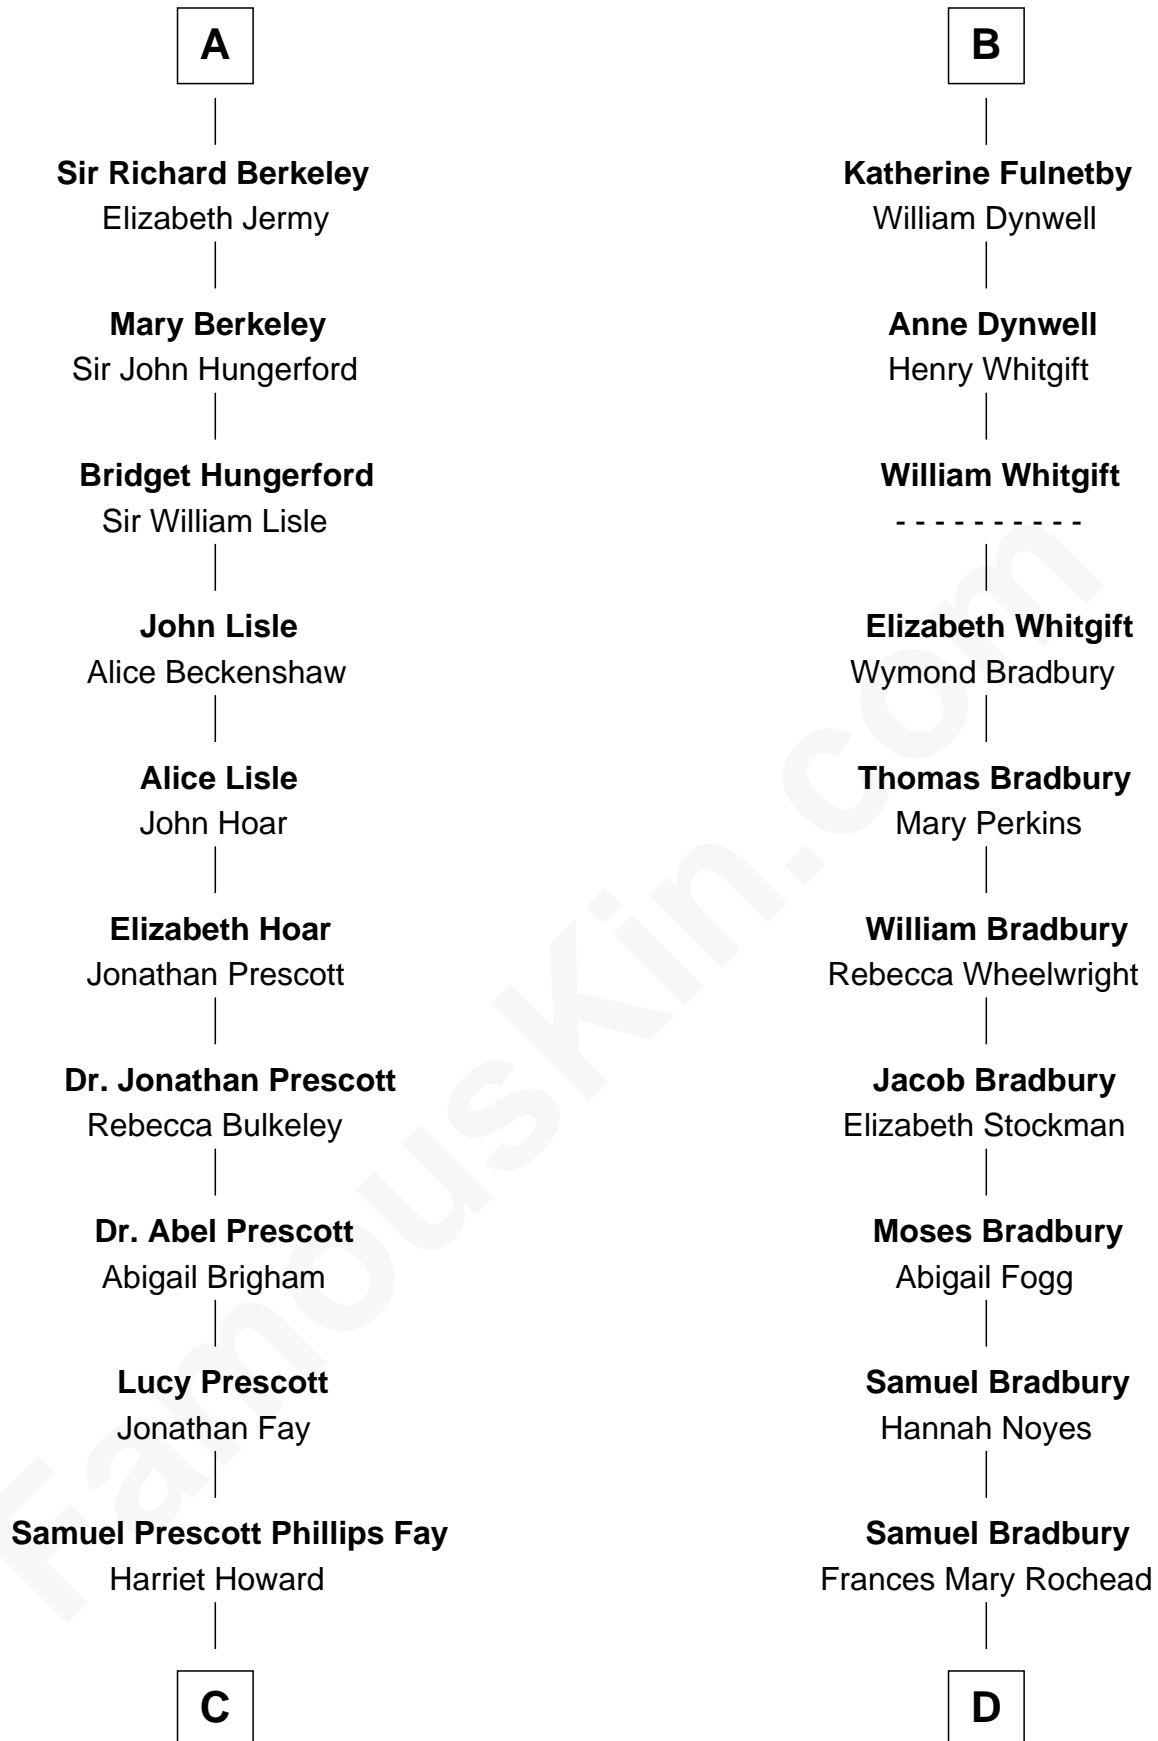 A
Sir Richard Berkeley
Elizabeth Jermy
Mary Berkeley
Sir John Hungerford
Bridget Hungerford
Sir William Lisle
John Lisle
Alice Beckenshaw
Alice Lisle
John Hoar
Elizabeth Hoar
Jonathan Prescott
Dr. Jonathan Prescott
Rebecca Bulkeley
Dr. Abel Prescott
Abigail Brigham
Lucy Prescott
Jonathan Fay
Samuel Prescott Phillips Fay
Harriet Howard
C
B
Katherine Fulnetby
William Dynwell
Anne Dynwell
Henry Whitgift
William Whitgift
- - - - - - - - - -
Elizabeth Whitgift
Wymond Bradbury
Thomas Bradbury
Mary Perkins
William Bradbury
Rebecca Wheelwright
Jacob Bradbury
Elizabeth Stockman
Moses Bradbury
Abigail Fogg
Samuel Bradbury
Hannah Noyes
Samuel Bradbury
Frances Mary Rochead
D
FamousKin.com